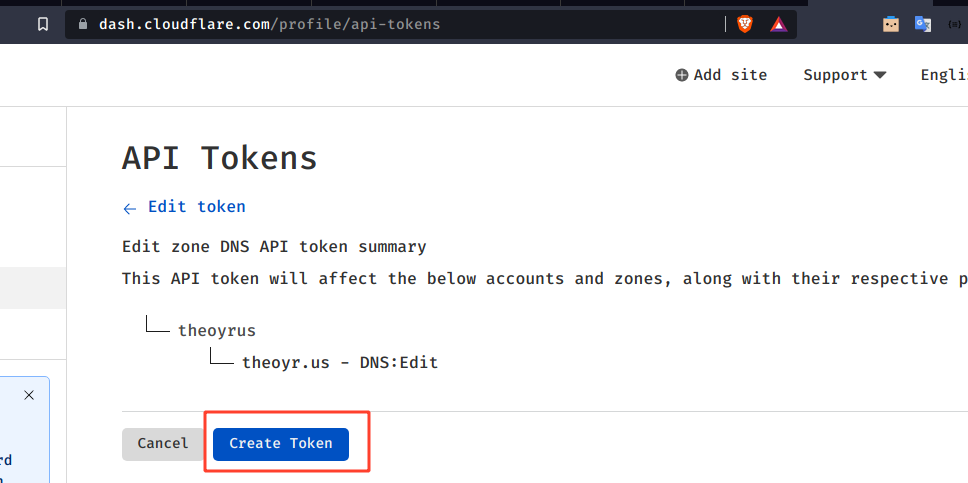 dash.cloudflare.com/profile/api-tokens
Add site Support
API Tokens
← Edit token
Edit zone DNS API token summary
This API token will affect the below accounts and zones, along with their respective
theoyrus
theoyr.us - DNS:Edit
Cancel Create Token